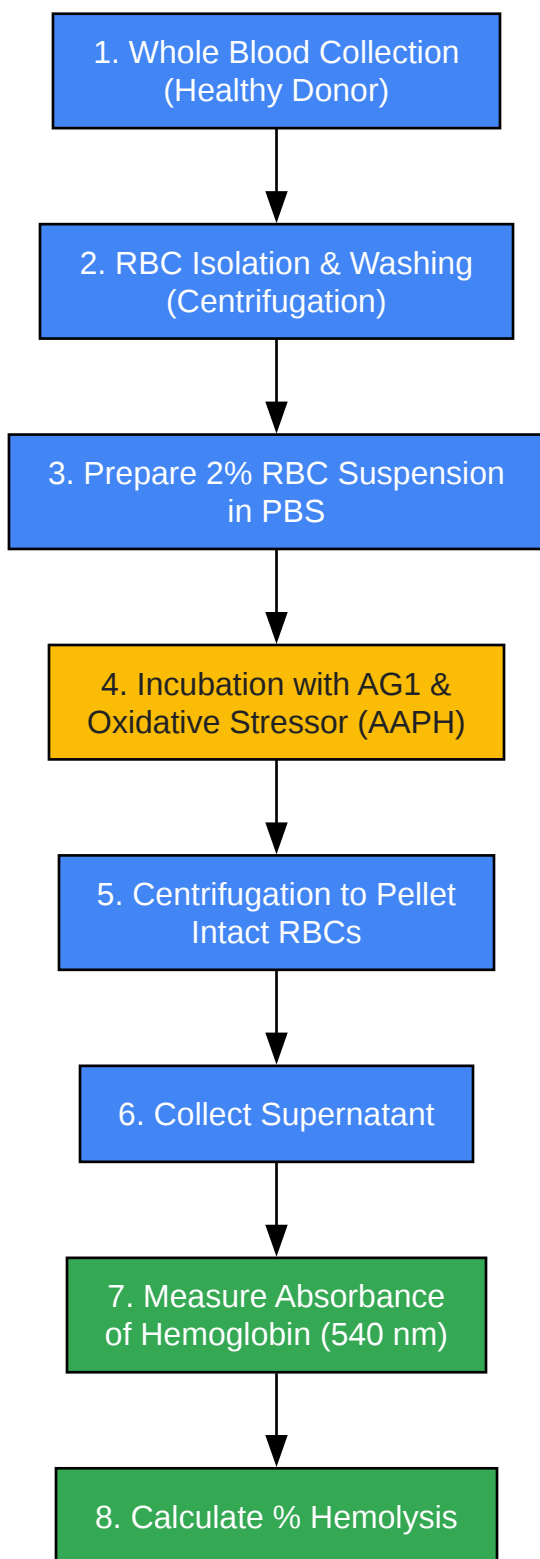 1. Whole Blood Collection
(Healthy Donor)
2. RBC Isolation & Washing
(Centrifugation)
3. Prepare 2% RBC Suspension
in PBS
4. Incubation with AG1 &
Oxidative Stressor (AAPH)
5. Centrifugation to Pellet
Intact RBCs
6. Collect Supernatant
7. Measure Absorbance
of Hemoglobin (540 nm)
8. Calculate % Hemolysis